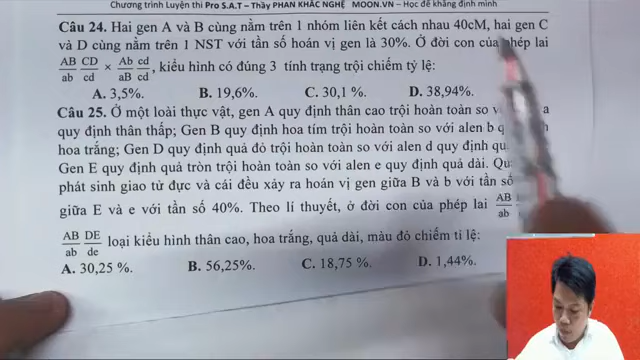 Chương trình Luyện thi Pro S.A.T – Thầy PHAN KHẮC NGHỆ MOON.VN – Học để khẳng định mình
Câu 24. Hai gen A và B cùng nằm trên 1 nhóm liên kết cách nhau 40cM, hai gen C
và D cùng nằm trên 1 NST với tần số hoán vị gen là 30%. Ở đời con của phép lai
AB/ab CD/cd × Ab/aB cd/cd, kiểu hình có đúng 3 tính trạng trội chiếm tỷ lệ:
A. 3,5%. B. 19,6%. C. 30,1 %. D. 38,94%.
Câu 25. Ở một loài thực vật, gen A quy định thân cao trội hoàn toàn so a
quy định thân thấp; Gen B quy định hoa tím trội hoàn toàn so với alen b
hoa trắng; Gen D quy định quả đỏ trội hoàn toàn so với alen d quy định
Gen E quy định quả tròn trội hoàn toàn so với alen e quy định quả dài.
phát sinh giao tử đực và cái đều xảy ra hoán vị gen giữa B và b với tần số
giữa E và e với tần số 40%. Theo lí thuyết, ở đời con của phép lai AB/ab
AB/ab DE/de loại kiểu hình thân cao, hoa trắng, quả dài, màu đỏ chiếm tỉ lệ:
A. 30,25 %. B. 56,25%. C. 18,75 %. D. 1,44%.